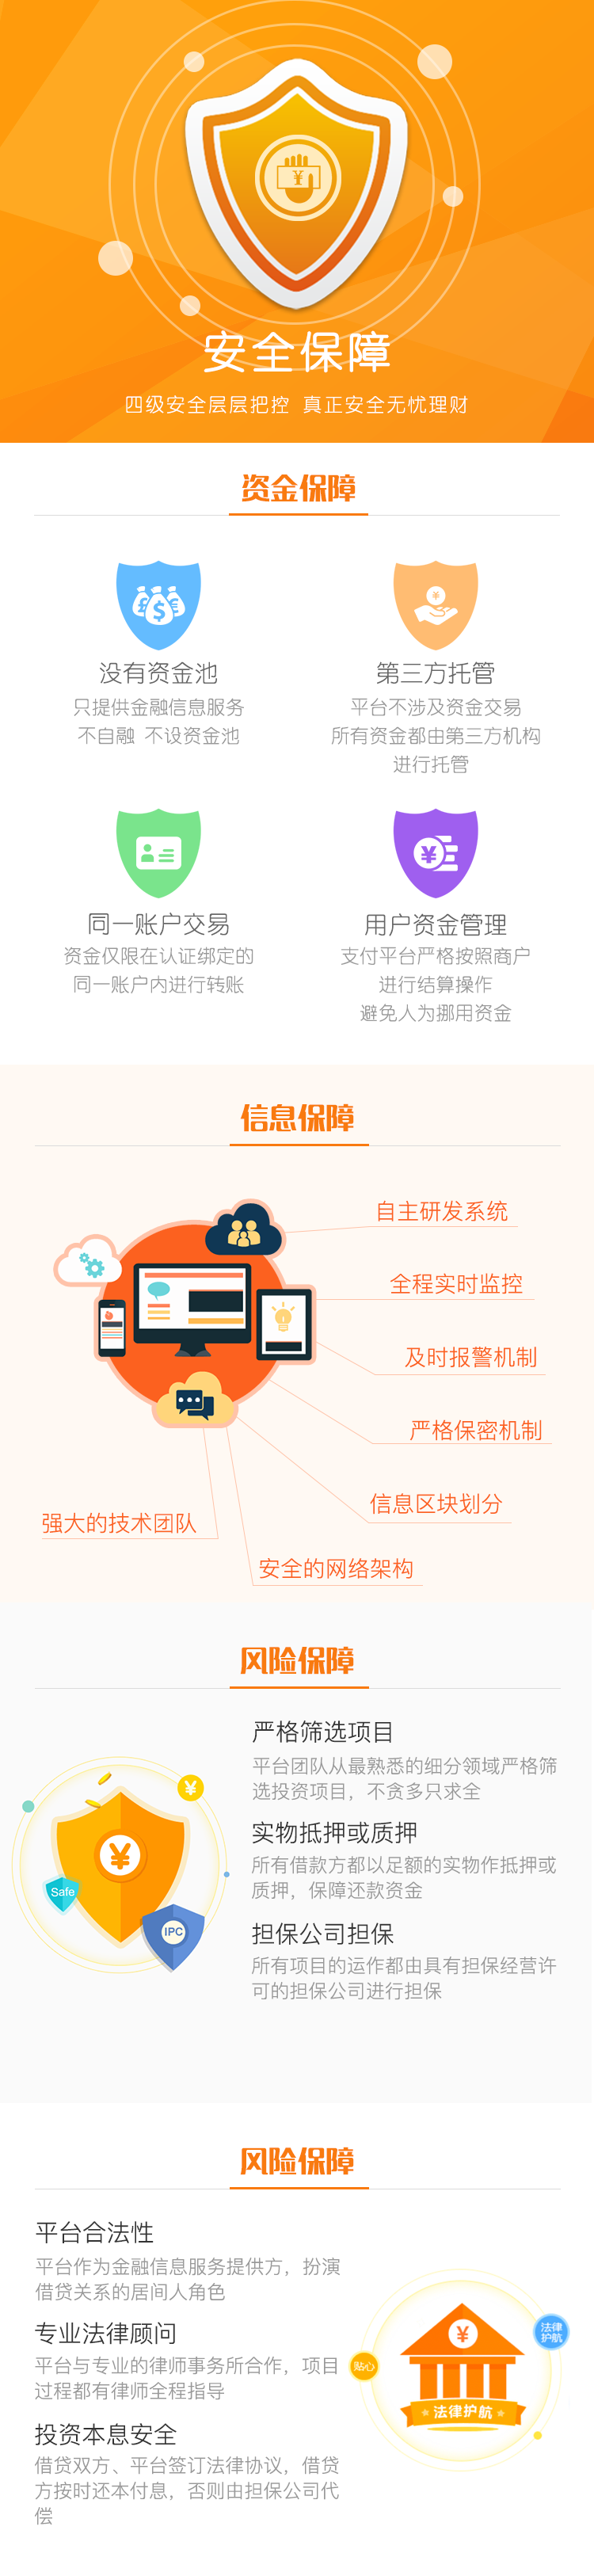 ¥
安全保障
四级安全层层把控 真正安全无忧理财
资金保障
£ $ €
¥
没有资金池
第三方托管
只提供金融信息服务
不自融 不设资金池
平台不涉及资金交易
所有资金都由第三方机构
进行托管
¥
同一账户交易
用户资金管理
资金仅限在认证绑定的
同一账户内进行转账
支付平台严格按照商户
进行结算操作
避免人为挪用资金
信息保障
自主研发系统
全程实时监控
及时报警机制
严格保密机制
信息区块划分
强大的技术团队
安全的网络架构
风险保障
严格筛选项目
平台团队从最熟悉的细分领域严格筛
选投资项目，不含多只求全
实物抵押或质押
所有借款方都以足额的实物作抵押或
质押，保障还款资金
担保公司担保
所有项目的运作都由具有担保经营许
可的担保公司进行担保
¥
¥
Safe
IPC
风险保障
平台合法性
平台作为金融信息服务提供方，扮演
借贷关系的居间人角色
专业法律顾问
平台与专业的律师事务所合作，项目
过程都有律师全程指导
投资本息安全
借贷双方、平台签订法律协议，借贷
方按时还本付息，否则由担保公司代
偿
¥
法律
护航
贴心
法律护航